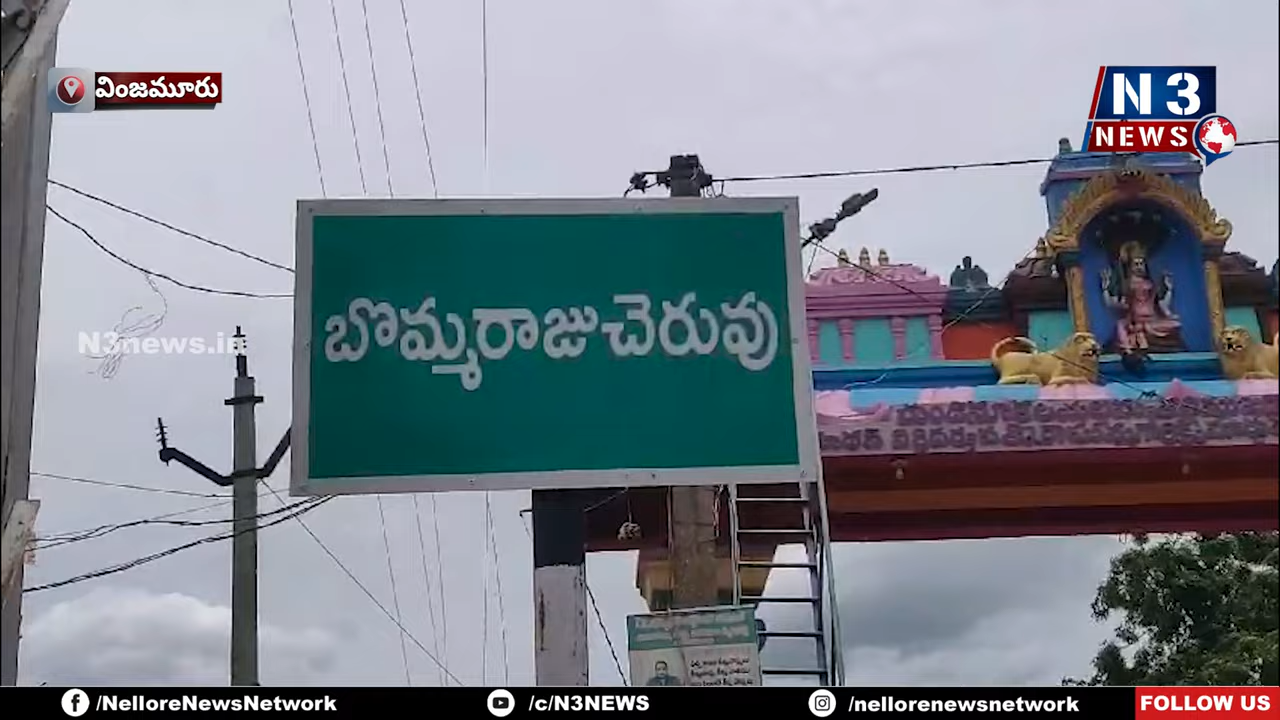 వింజమూరు
N3
NEWS
బొమ్మరాజుచెరువు
N3news.in
/NelloreNewsNetwork
/c/N3NEWS
/nellorenewsnetwork
FOLLOW US